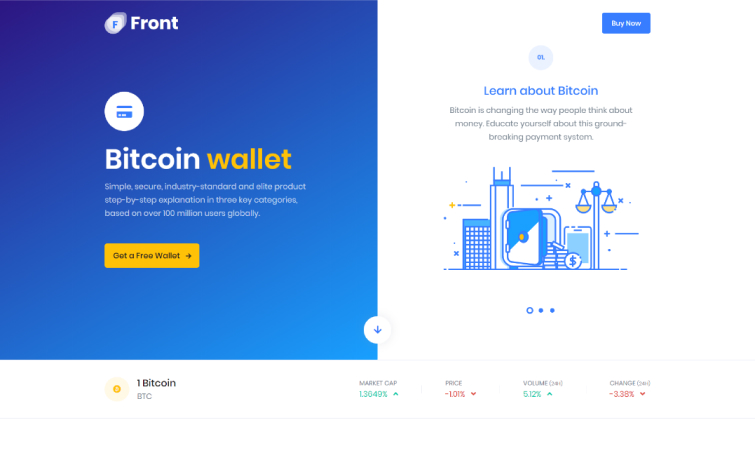 Front
Buy Now
01.
Learn about Bitcoin
Bitcoin is changing the way people think about
money. Educate yourself about this ground-
breaking payment system.
Bitcoin wallet
Simple, secure, industry-standard and elite product
step-by-step explanation in three key categories,
based on over 100 million users globally.
Get a Free Wallet
1 Bitcoin
BTC
MARKET CAP
1.3649%
PRICE
-1.01%
VOLUME (24H)
5.12%
CHANGE (24H)
-3.38%